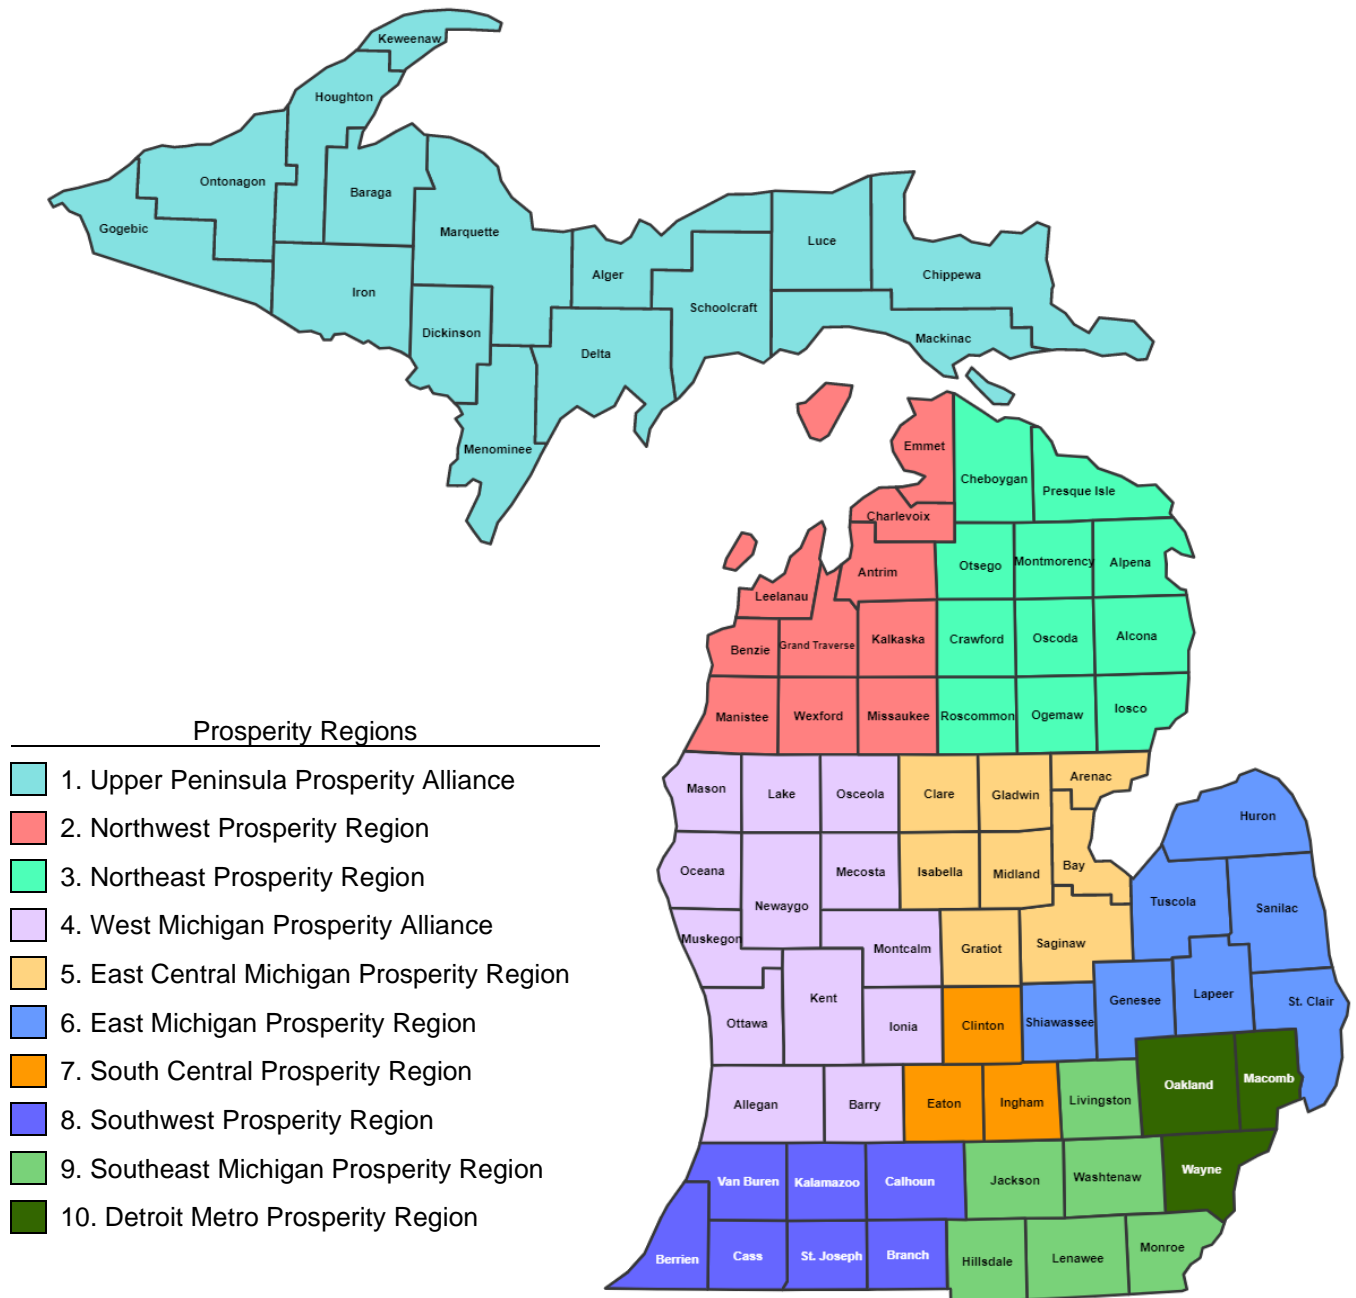 Keweenaw
Houghton
Ontonagon
Baraga
Gogebic
Marquette
Luce
Alger
Chippewa
Iron
Schoolcraft
Dickinson
Mackinac
Delta
Menominee
Emmet
Cheboygan
Presque Isle
Charlevoix
Antrim
Otsego
Montmorency
Alpena
Leelanau
Benzie
Grand Traverse
Kalkaska
Crawford
Oscoda
Alcona
Manistee
Wexford
Missaukee
Roscommon
Ogemaw
Iosco
Mason
Lake
Osceola
Clare
Gladwin
Arenac
Huron
Oceana
Newaygo
Mecosta
Isabella
Midland
Bay
Tuscola
Sanilac
Muskegon
Montcalm
Gratiot
Saginaw
Ottawa
Kent
Ionia
Clinton
Shiawassee
Genesee
Lapeer
St. Clair
Allegan
Barry
Eaton
Ingham
Livingston
Oakland
Macomb
Van Buren
Kalamazoo
Calhoun
Jackson
Washtenaw
Wayne
Berrien
Cass
St. Joseph
Branch
Hillsdale
Lenawee
Monroe
Prosperity Regions
1. Upper Peninsula Prosperity Alliance
2. Northwest Prosperity Region
3. Northeast Prosperity Region
4. West Michigan Prosperity Alliance
5. East Central Michigan Prosperity Region
6. East Michigan Prosperity Region
7. South Central Prosperity Region
8. Southwest Prosperity Region
9. Southeast Michigan Prosperity Region
10. Detroit Metro Prosperity Region